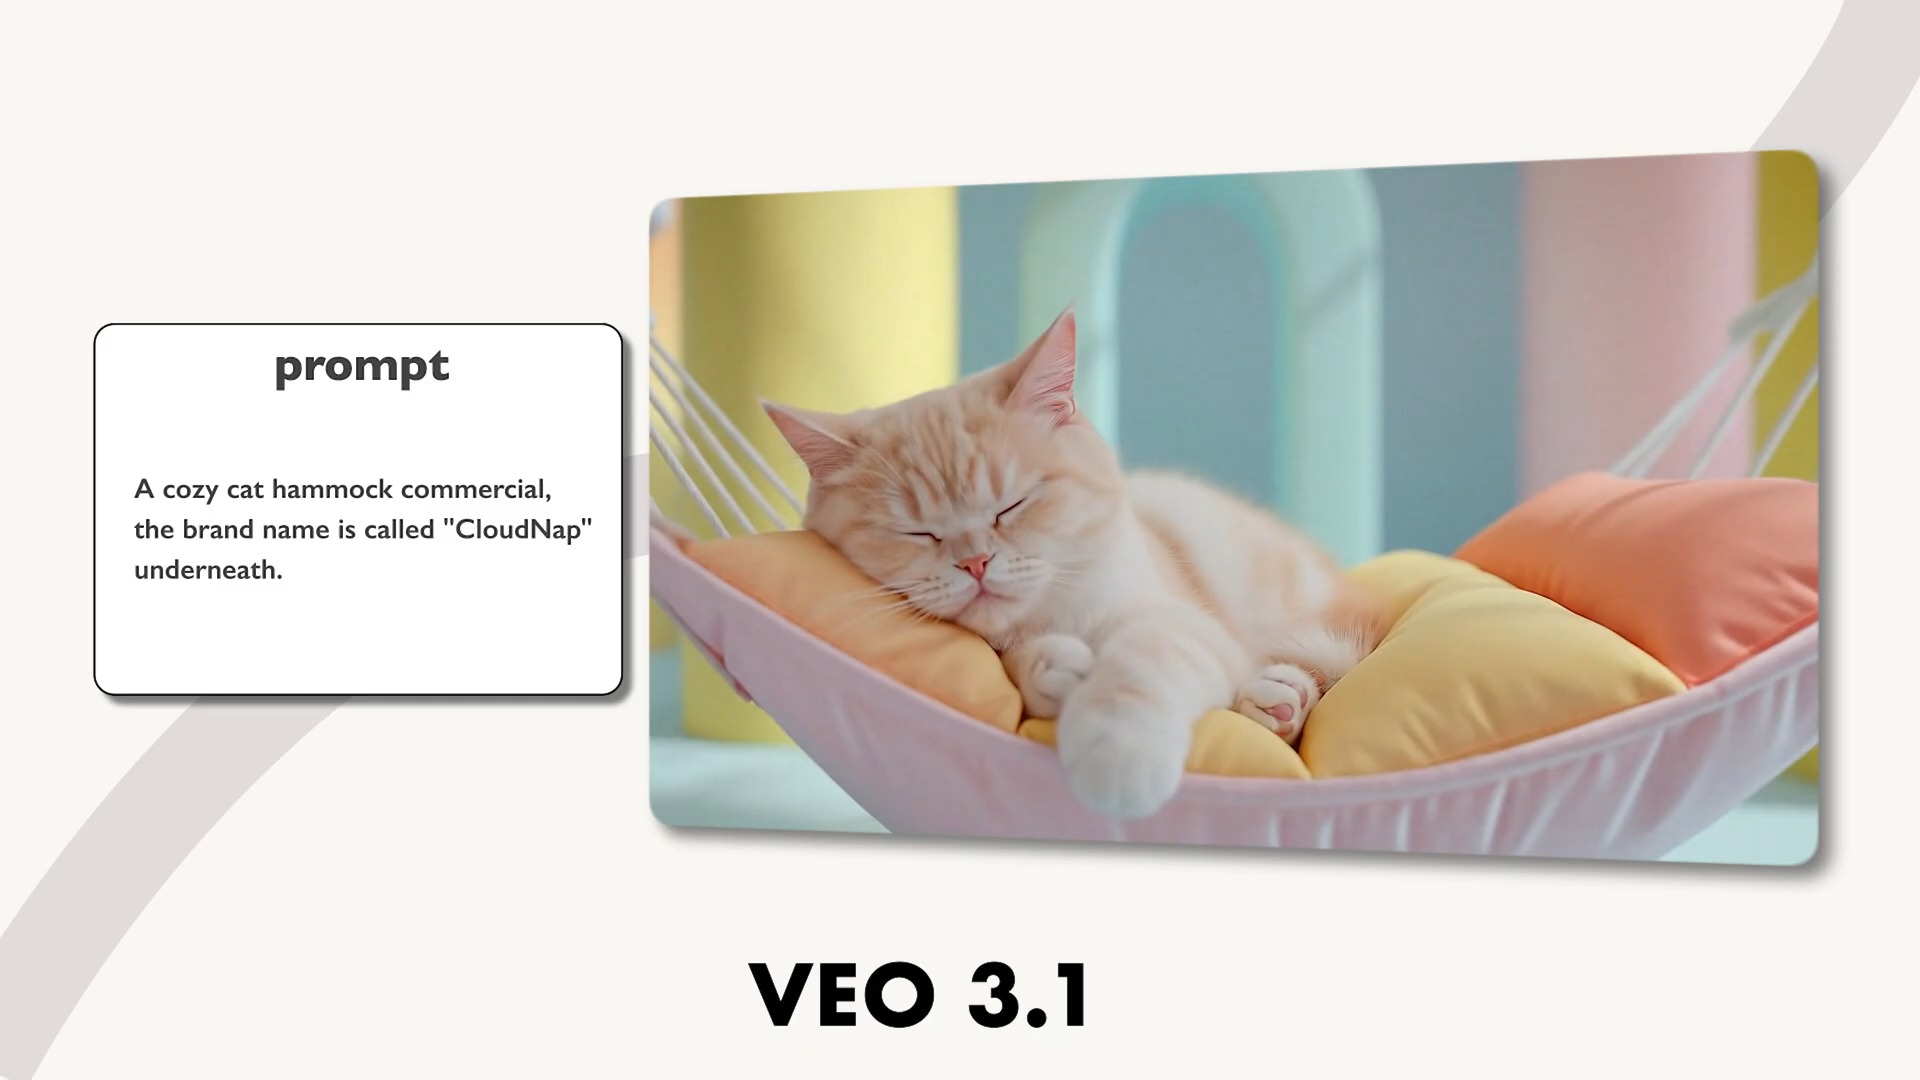 prompt
A cozy cat hammock commercial,
the brand name is called "CloudNap"
underneath.
VEO 3.1